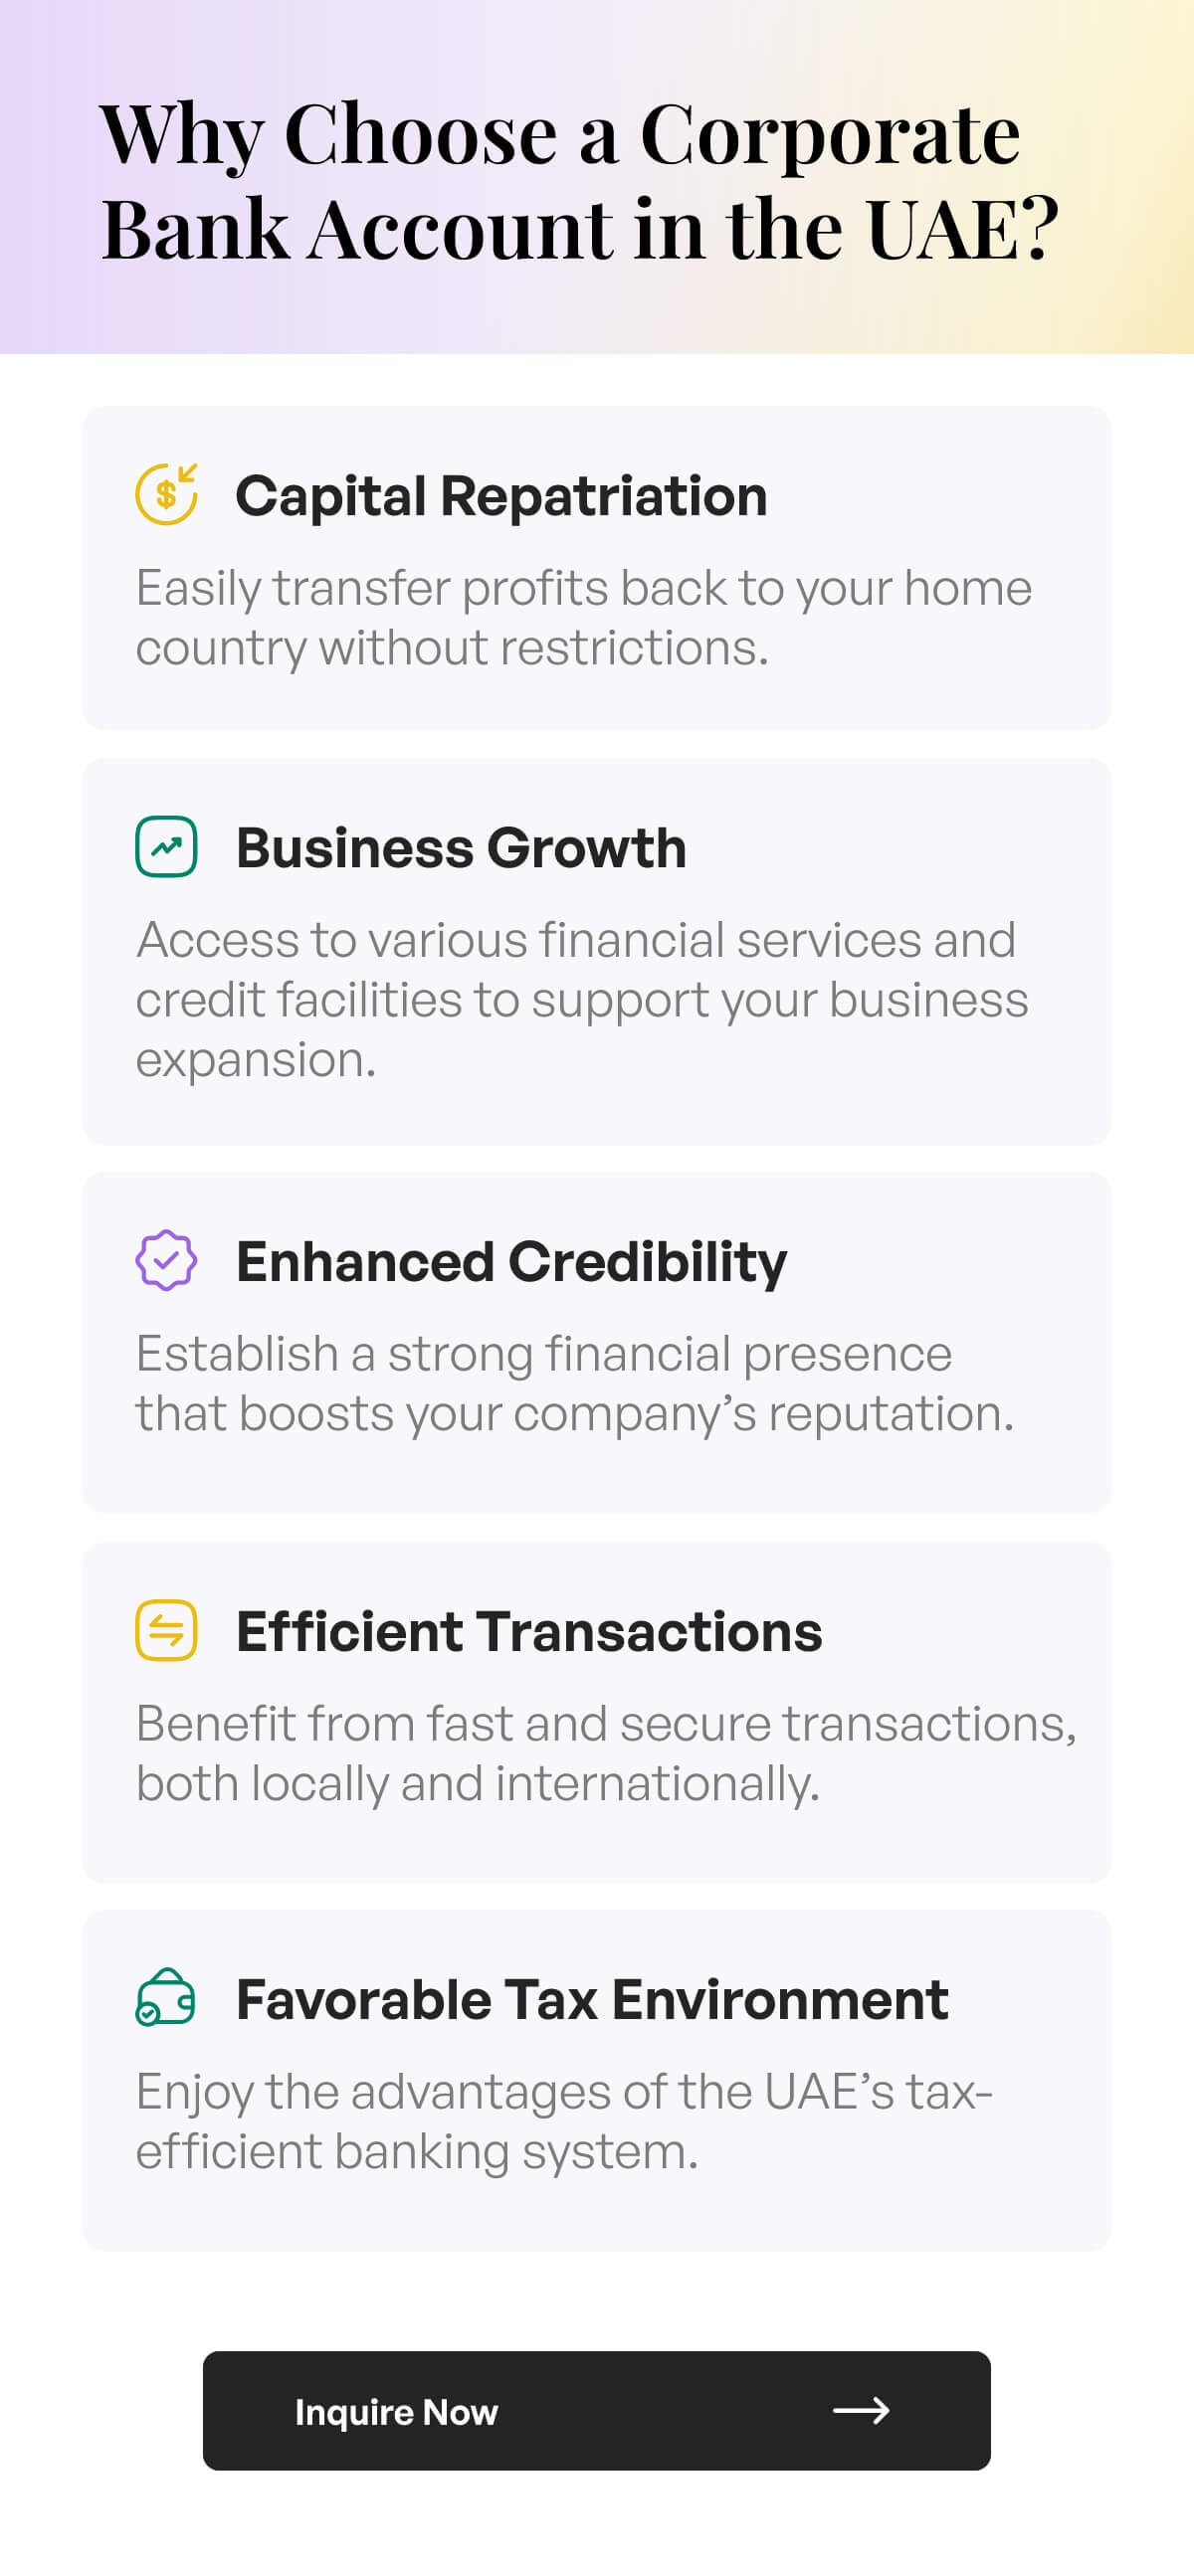 Why Choose a Corporate
Bank Account in the UAE?
Capital Repatriation
Easily transfer profits back to your home
country without restrictions.
Business Growth
Access to various financial services and
credit facilities to support your business
expansion.
Enhanced Credibility
Establish a strong financial presence
that boosts your company’s reputation.
Efficient Transactions
Benefit from fast and secure transactions,
both locally and internationally.
Favorable Tax Environment
Enjoy the advantages of the UAE’s tax-
efficient banking system.
Inquire Now